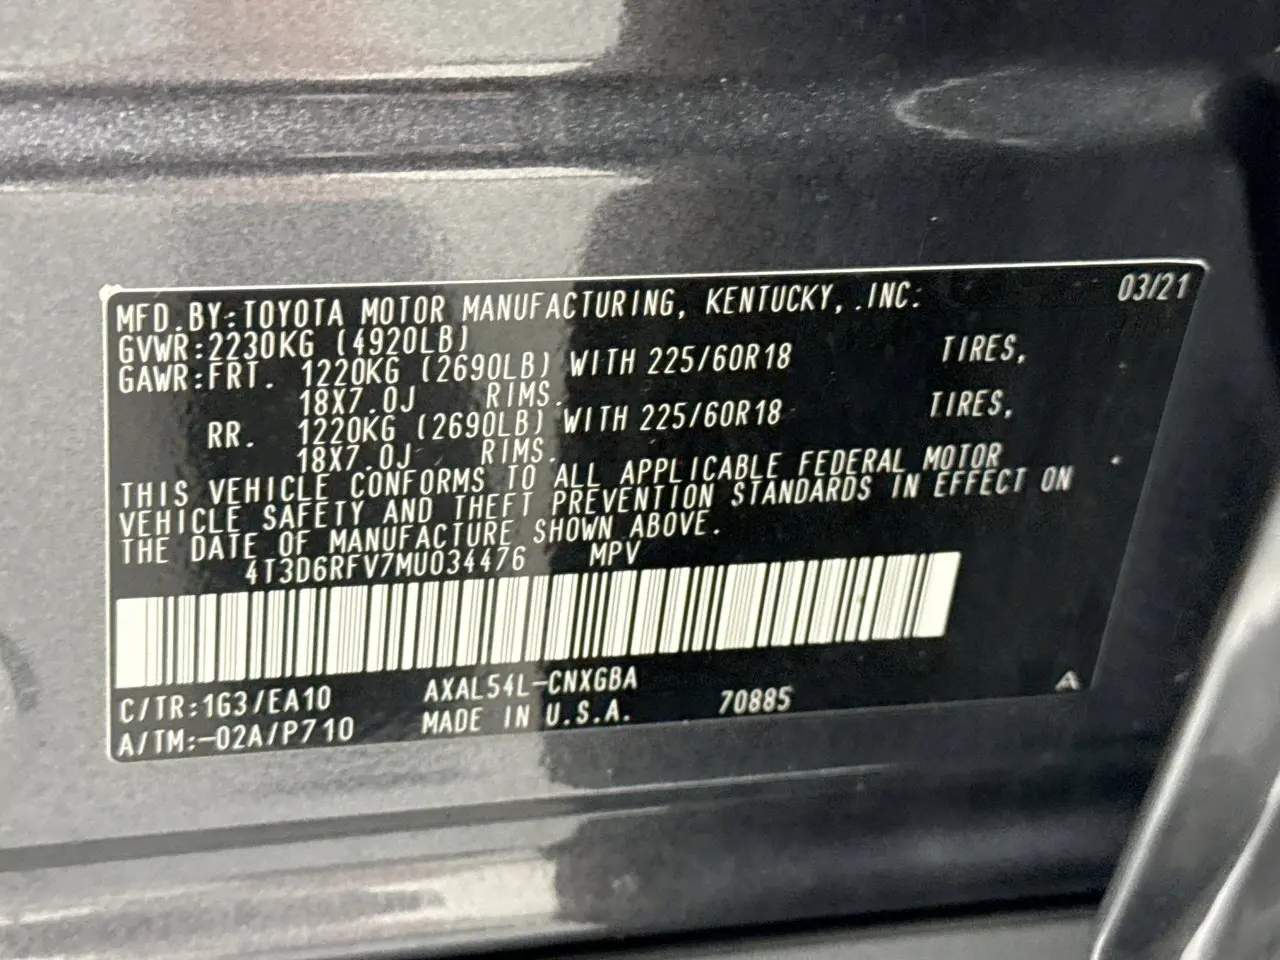 03/21
MFD.BY:TOYOTA MOTOR MANUFACTURING, KENTUCKY, .INC:
GVWR:2230KG (4920LB)
GAWR:FRT. 1220KG (2690LB) WITH 225/60R18 TIRES,
18X7.0J RIMS.
RR. 1220KG (2690LB) WITH 225/60R18 TIRES,
18X7.0J RIMS.
THIS VEHICLE CONFORMS TO ALL APPLICABLE FEDERAL MOTOR
VEHICLE SAFETY AND THEFT PREVENTION STANDARDS IN EFFECT ON
THE DATE OF MANUFACTURE SHOWN ABOVE.
4T3D6RFV7MU034476 MPV
C/TR:1G3/EA10 AXAL54L-CNXGBA
A/TM:-02A/P710 MADE IN U.S.A. 70885 A